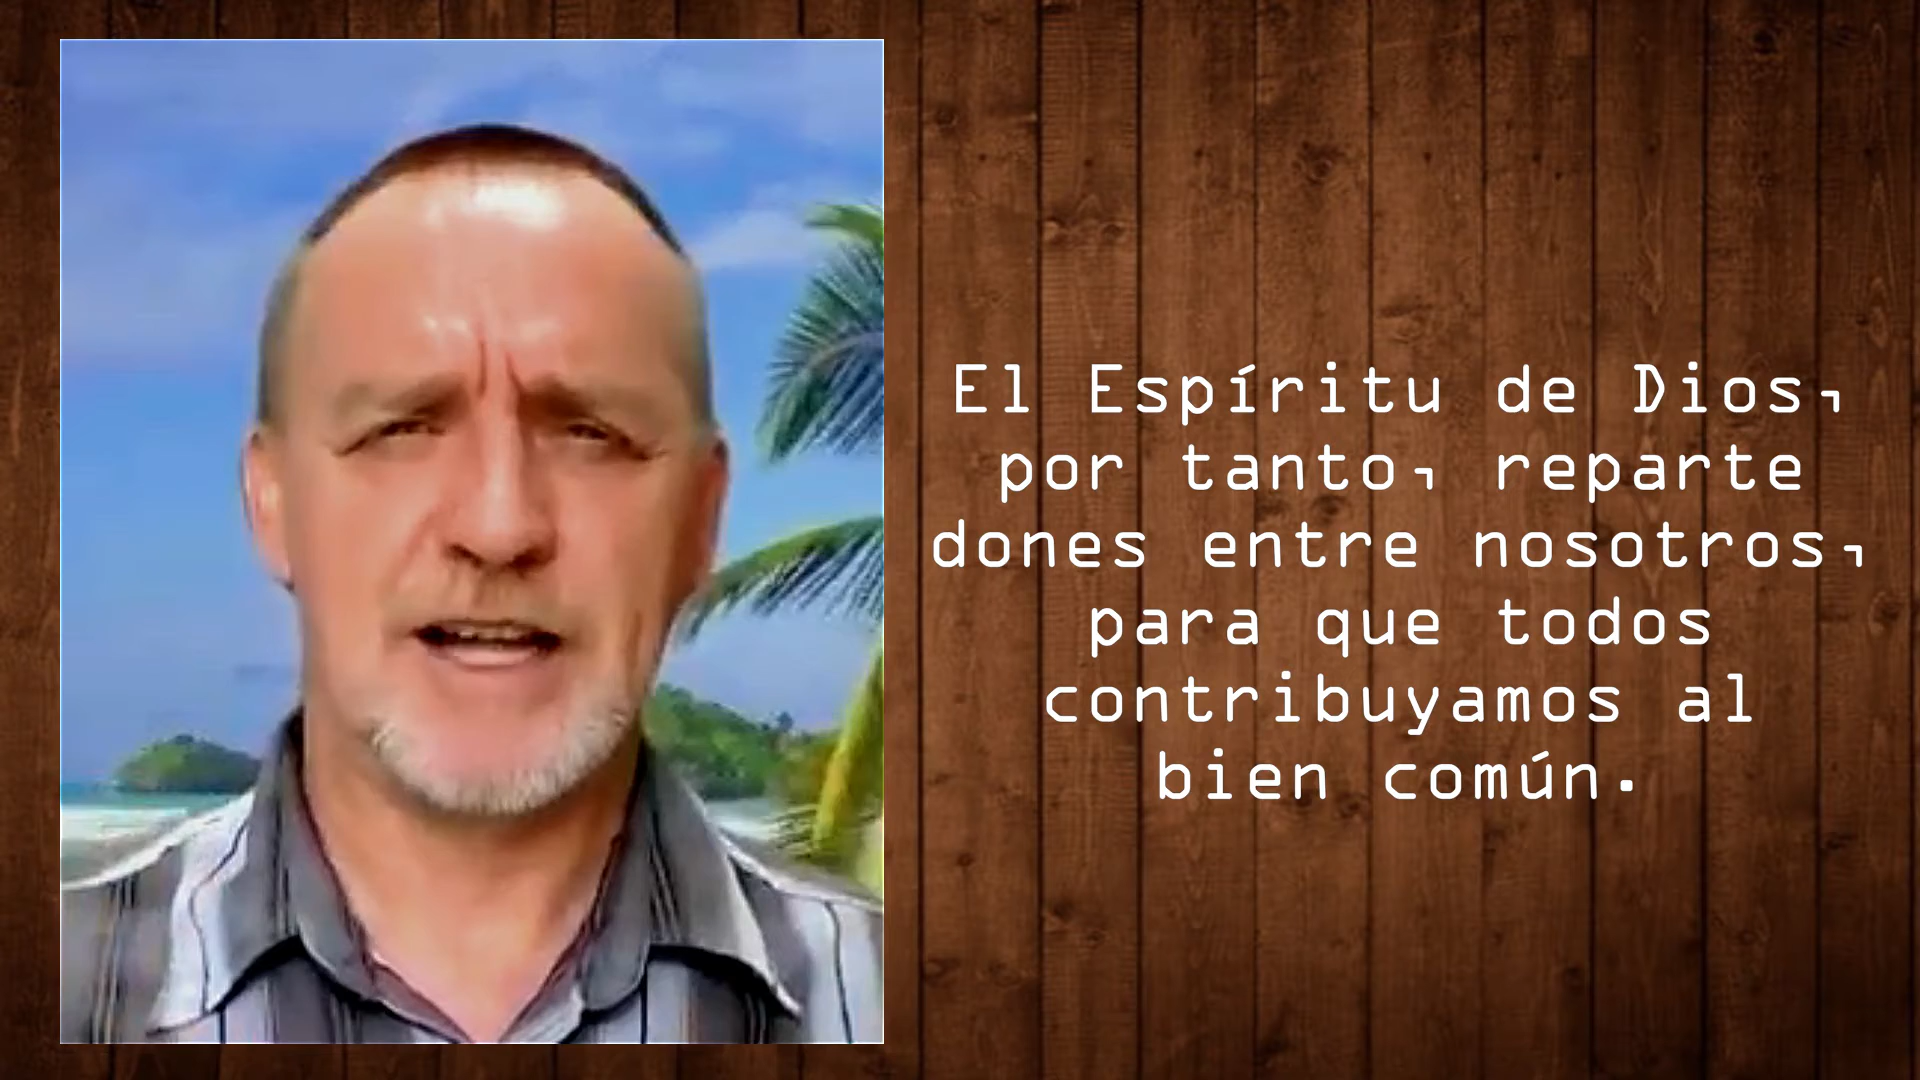 El Espíritu de Dios,
por tanto, reparte
dones entre nosotros,
para que todos
contribuyamos al
bien común.